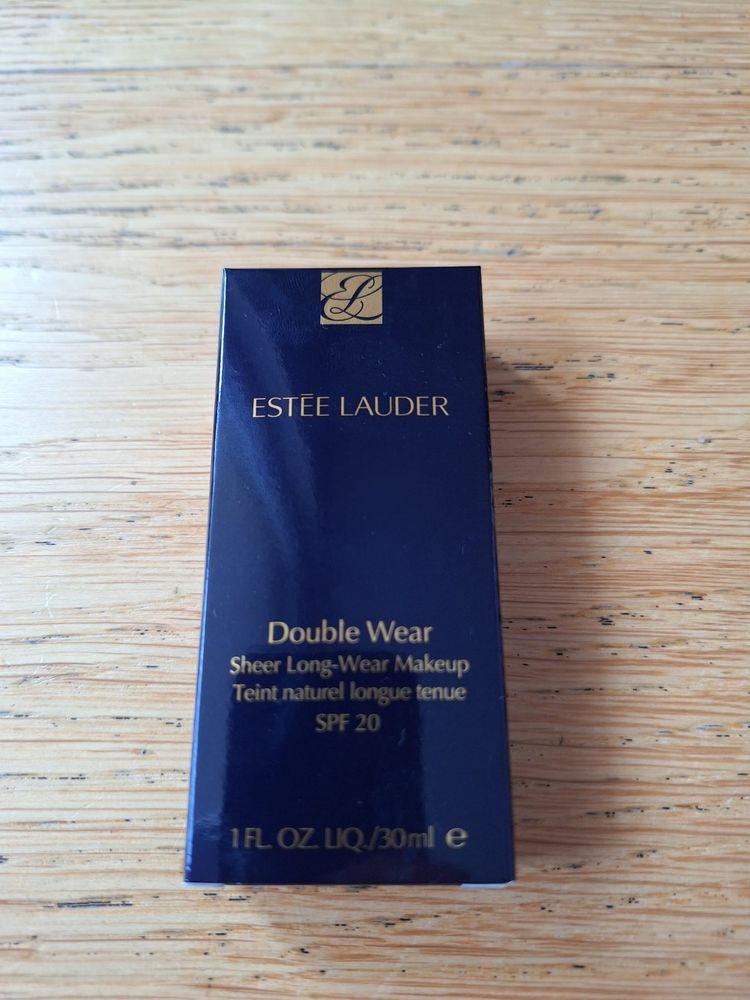 EL
ESTĒE LAUDER
Double Wear
Sheer Long-Wear Makeup
Teint naturel longue tenue
SPF 20
1 FL. OZ. LIQ./30ml e